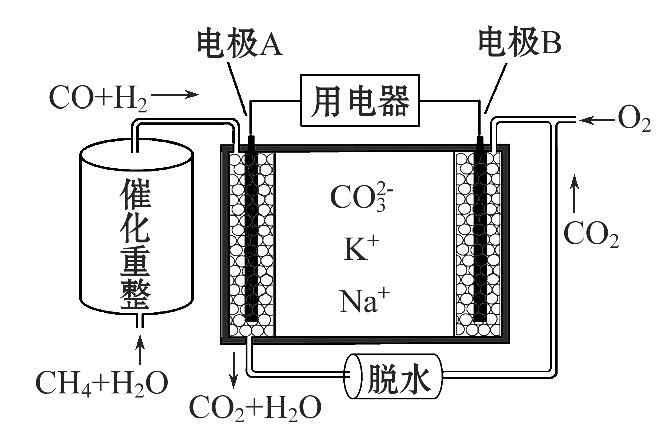 电极A
电极B
CO+H₂
用电器
O₂
催化重整
CO₃²⁻
K⁺
Na⁺
CO₂
CH₄+H₂O
CO₂+H₂O
脱水